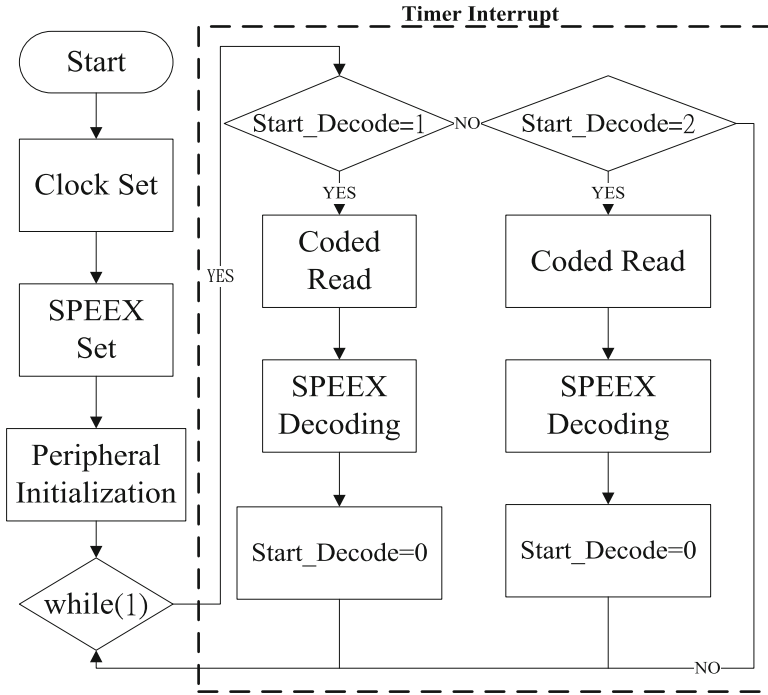 Timer Interrupt
Start
Clock Set
SPEEX
Set
Peripheral
Initialization
while(1)
YES
Start_Decode=1
NO
Start_Decode=2
YES
Coded
Read
SPEEX
Decoding
Start_Decode=0
YES
Coded Read
SPEEX
Decoding
Start_Decode=0
NO